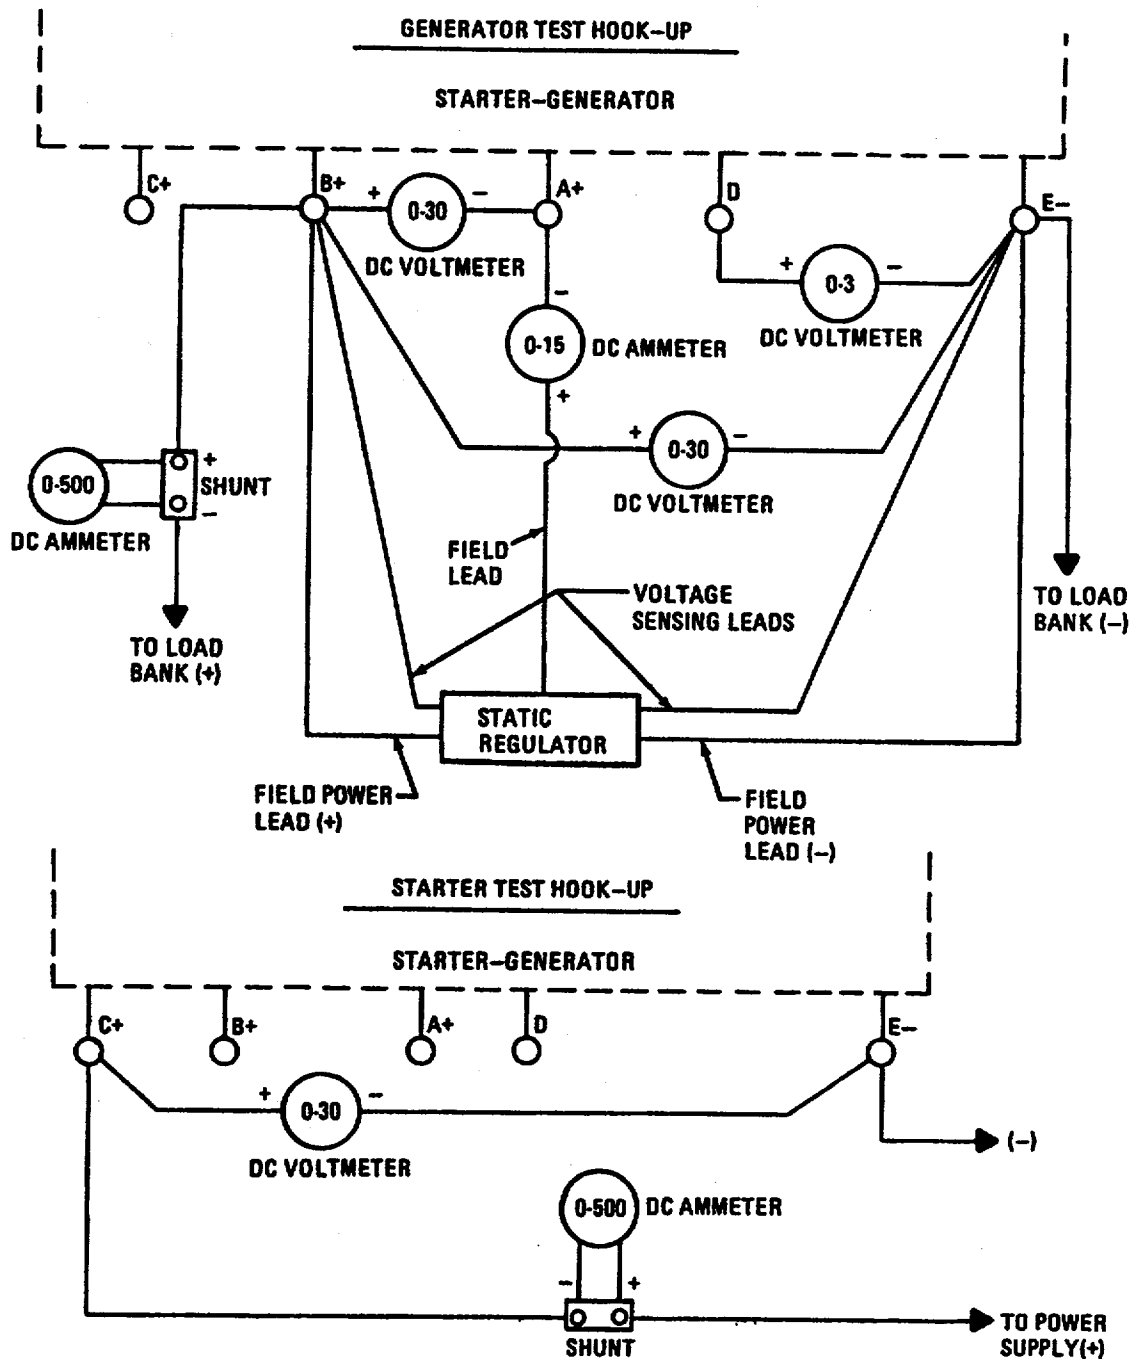 GENERATOR TEST HOOK-UP
STARTER-GENERATOR
C+
B+
A+
D
E-
+ 0-30 -
DC VOLTMETER
+ 0-3 -
DC VOLTMETER
-
0-15
DC AMMETER
+
+ 0-30 -
DC VOLTMETER
0-500
+
SHUNT
-
DC AMMETER
FIELD
LEAD
VOLTAGE
SENSING LEADS
TO LOAD
BANK (-)
TO LOAD
BANK (+)
STATIC
REGULATOR
FIELD POWER
LEAD (+)
FIELD
POWER
LEAD (-)
STARTER TEST HOOK-UP
STARTER-GENERATOR
C+
B+
A+
D
E-
+ 0-30 -
DC VOLTMETER
(-)
0-500
DC AMMETER
- +
SHUNT
TO POWER
SUPPLY(+)